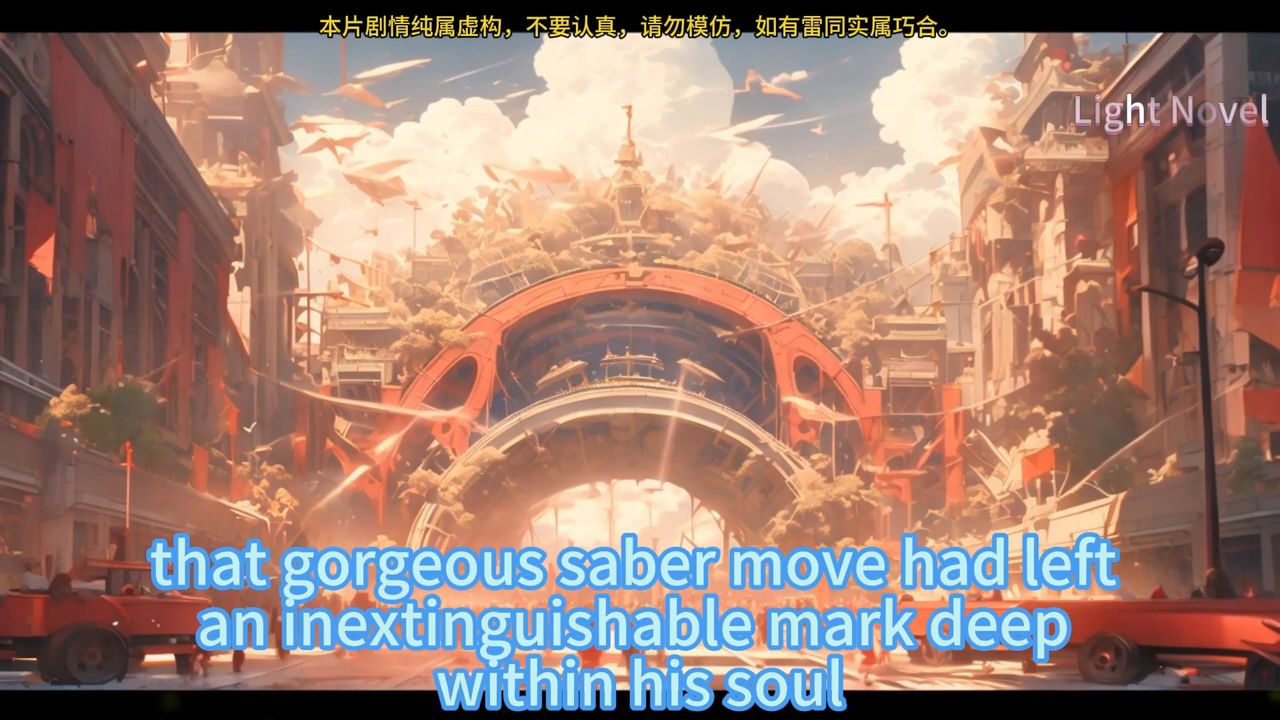 本片剧情纯属虚构，不要认真，请勿模仿，如有雷同实属巧合。
Light Novel
that gorgeous saber move had left
an inextinguishable mark deep
within his soul